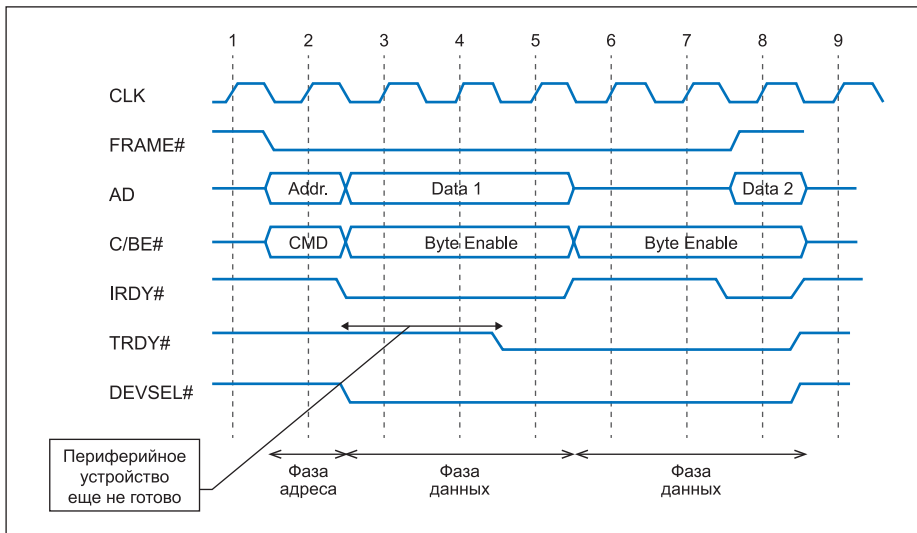 1 2 3 4 5 6 7 8 9
CLK
FRAME#
AD Addr. Data 1 Data 2
C/BE# CMD Byte Enable Byte Enable
IRDY#
TRDY#
DEVSEL#
Периферийное
устройство
еще не готово
Фаза
адреса
Фаза
данных
Фаза
данных